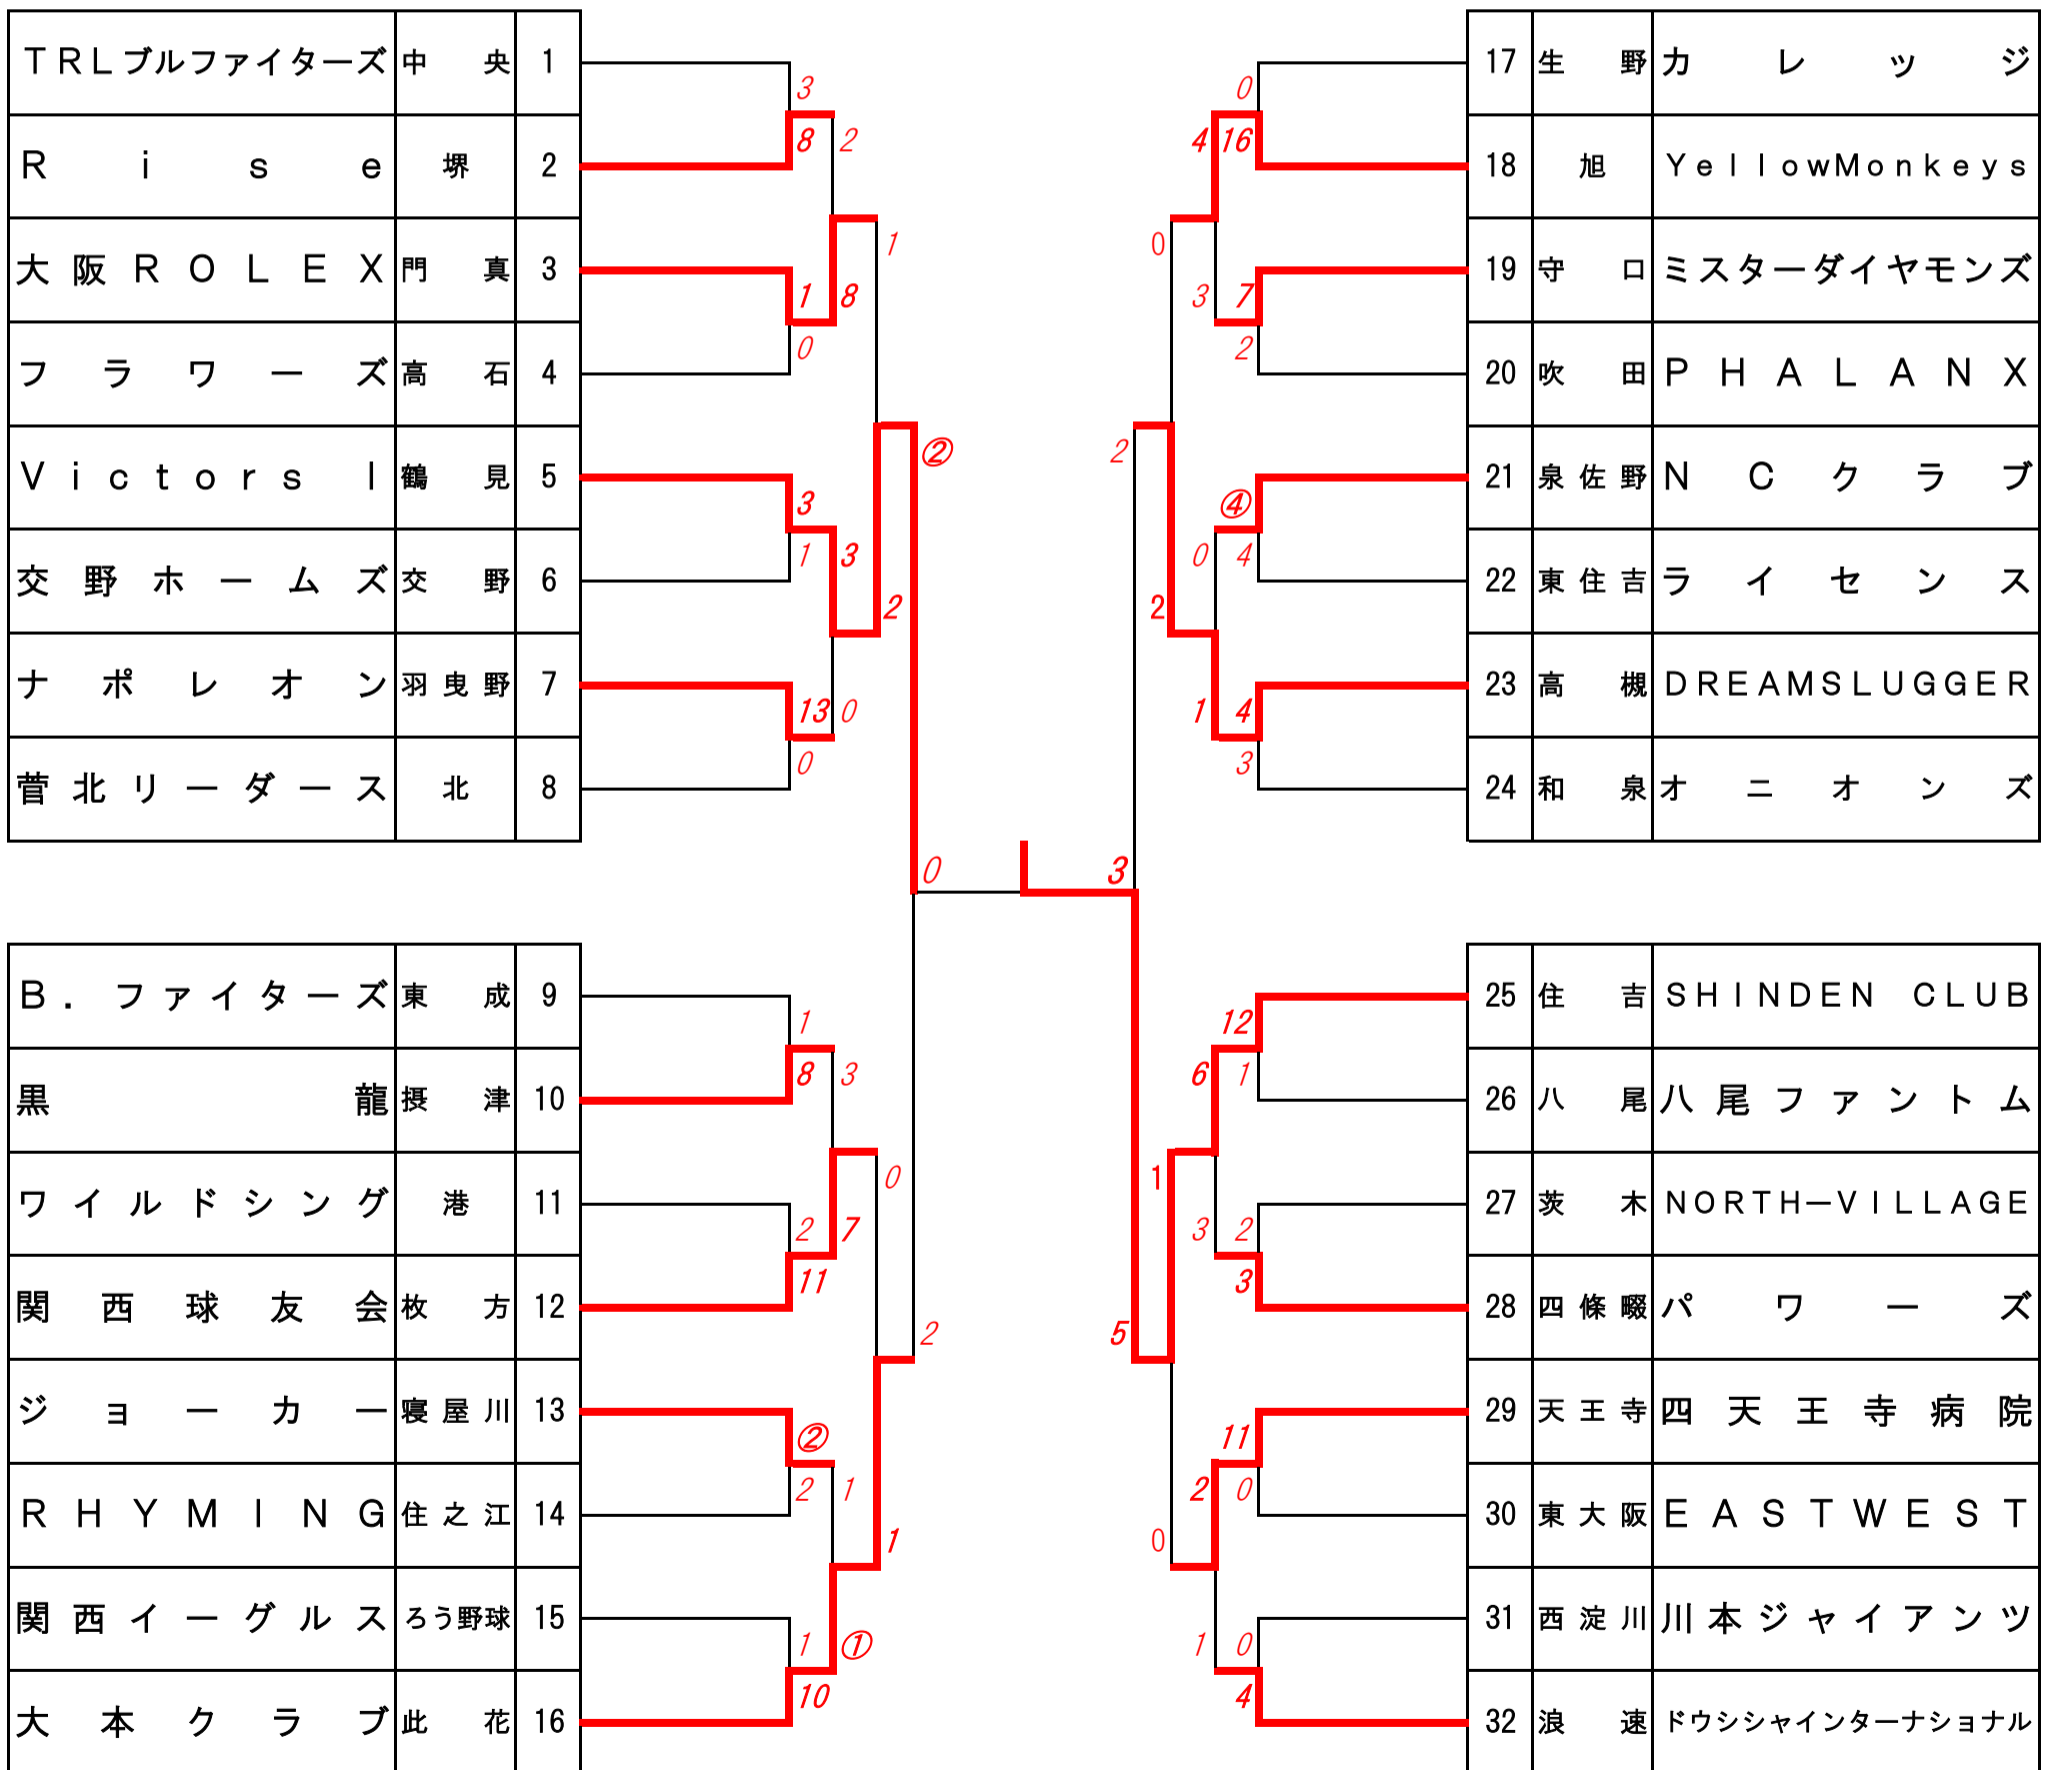 TRLブルファイターズ 中央 1
Rise 堺 2
大阪ROLEX 門真 3
フラワーズ 高石 4
Victors I 鶴見 5
交野ホームズ 交野 6
ナポレオン 羽曳野 7
菅北リーダース 北 8
B.ファイターズ 東成 9
黒龍 摂津 10
ワイルドシング 港 11
関西球友会 枚方 12
ジョーカー 寝屋川 13
RHYMING 住之江 14
関西イーグルス ろう野球 15
大本クラブ 此花 16
3
8 2
1
1 8
0
②
3
1 3
2
13 0
0
0
1
8 3
0
2 7
11
2
②
2 1
1
1 ①
10
17 生野 カレッジ
18 旭 YellowMonkeys
19 守口 ミスターダイヤモンズ
20 吹田 PHALANX
21 泉佐野 NCクラブ
22 東住吉 ライセンス
23 高槻 DREAMSLUGGER
24 和泉 オニオンズ
25 住吉 SHINDEN CLUB
26 八尾 八尾ファントム
27 茨木 NORTH－VILLAGE
28 四條畷 パワーズ
29 天王寺 四天王寺病院
30 東大阪 EASTWEST
31 西淀川 川本ジャイアンツ
32 浪速 ドウシシャインターナショナル
0
4 16
0
3 7
2
2
④
0 4
2
1 4
3
3
12
6 1
1
3 2
3
5
11
2 0
0
1 0
4